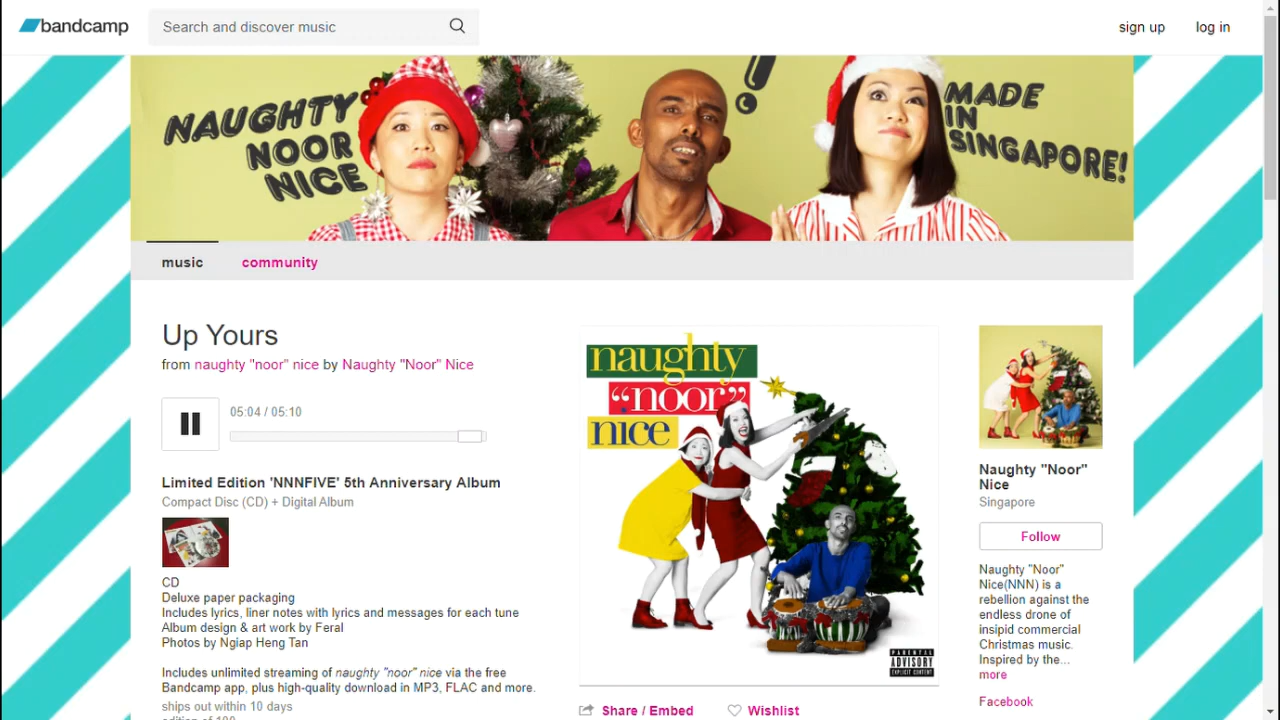 bandcamp
Search and discover music
sign up
log in
NAUGHTY
NOOR
NICE
!
MADE
IN
SINGAPORE!
music
community
Up Yours
from naughty "noor" nice by Naughty "Noor" Nice
05:04 / 05:10
Limited Edition 'NNNFIVE' 5th Anniversary Album
Compact Disc (CD) + Digital Album
CD
Deluxe paper packaging
Includes lyrics, liner notes with lyrics and messages for each tune
Album design & art work by Feral
Photos by Ngiap Heng Tan
Includes unlimited streaming of naughty "noor" nice via the free
Bandcamp app, plus high-quality download in MP3, FLAC and more.
ships out within 10 days
edition of 100
naughty
“noor”
nice
PARENTAL
ADVISORY
EXPLICIT CONTENT
Share / Embed
Wishlist
Naughty "Noor"
Nice
Singapore
Follow
Naughty "Noor"
Nice(NNN) is a
rebellion against the
endless drone of
insipid commercial
Christmas music.
Inspired by the...
more
Facebook